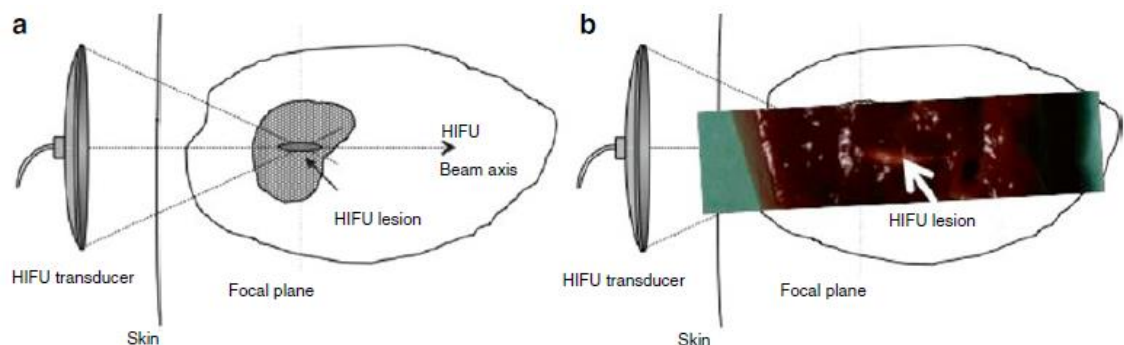 a
HIFU
Beam axis
HIFU lesion
HIFU transducer
Focal plane
Skin
b
HIFU lesion
HIFU transducer
Focal plane
Skin